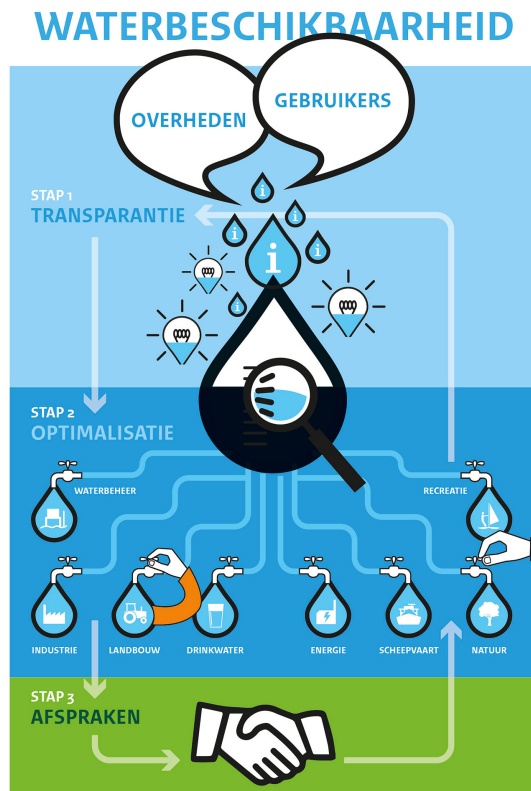 WATERBESCHIKBAARHEID
OVERHEDEN
GEBRUIKERS
STAP 1
TRANSPARANTIE
i
i
i
i
i
i
STAP 2
OPTIMALISATIE
WATERBEHEER
RECREATIE
INDUSTRIE
LANDBOUW
DRINKWATER
ENERGIE
SCHEEPVAART
NATUUR
STAP 3
AFSPRAKEN